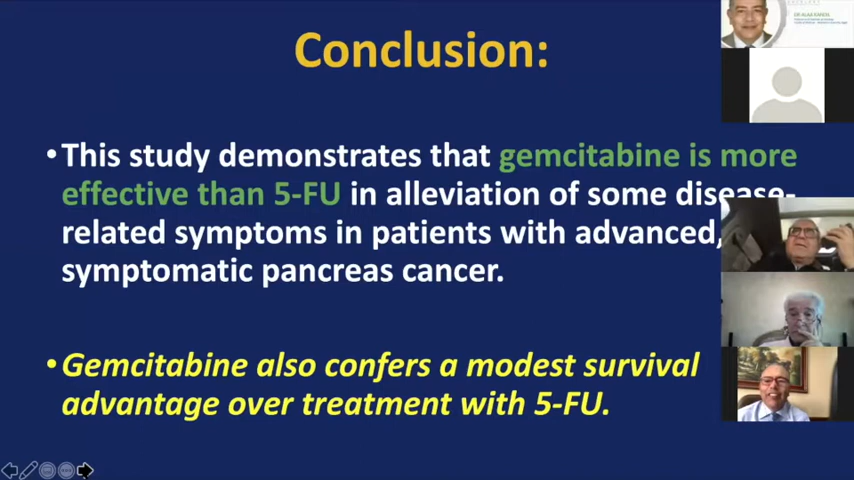 Conclusion:
•This study demonstrates that gemcitabine is more
effective than 5-FU in alleviation of some disease-
related symptoms in patients with advanced,
symptomatic pancreas cancer.
•Gemcitabine also confers a modest survival
advantage over treatment with 5-FU.